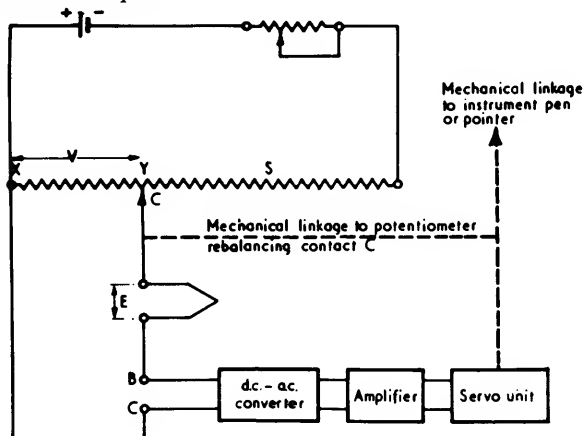 + -
Mechanical linkage
to instrument pen
or pointer
X V Y S
C
Mechanical linkage to potentiometer
rebalancing contact C
E
B
d.c.-a.c.
converter
Amplifier
Servo unit
C